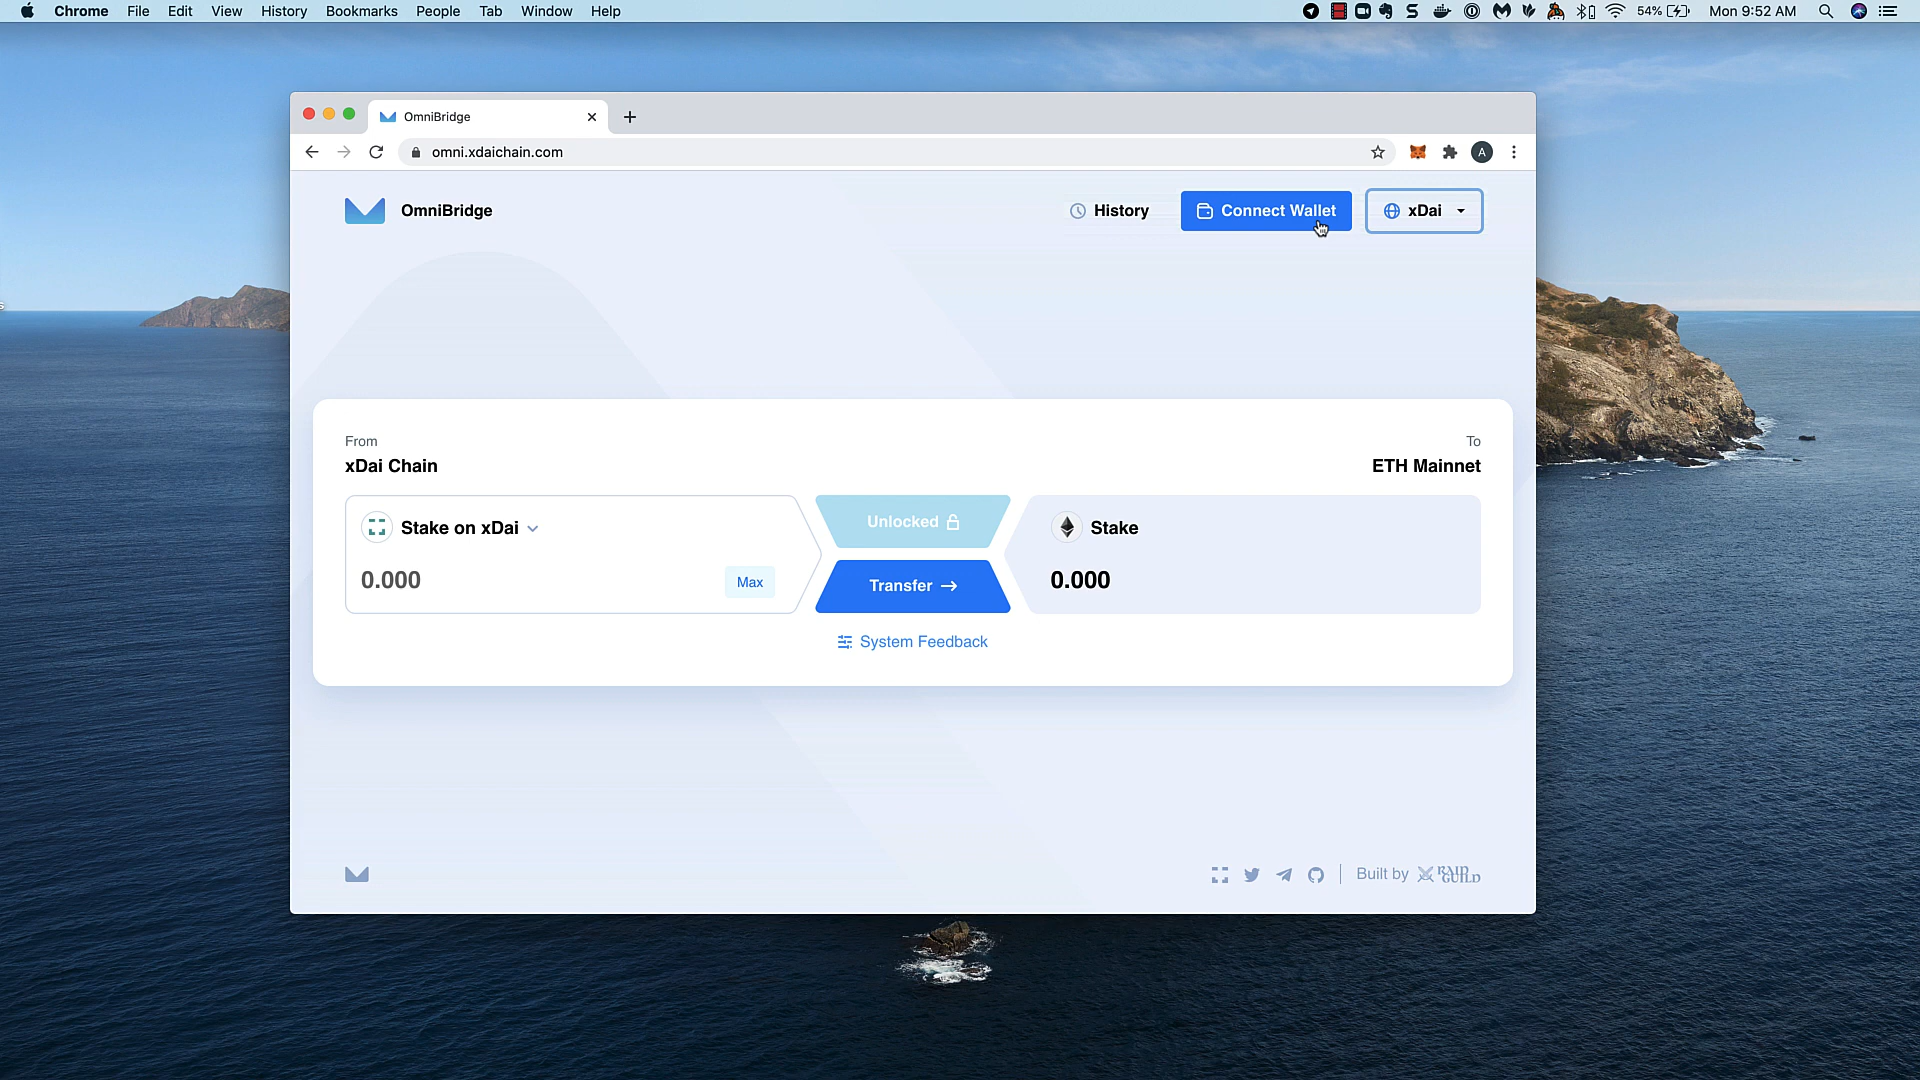 Chrome File Edit View History Bookmarks People Tab Window Help
54% Mon 9:52 AM
OmniBridge
omni.xdaichain.com
A
OmniBridge
History
Connect Wallet
xDai
From
To
xDai Chain
ETH Mainnet
Stake on xDai
Unlocked
Stake
0.000
Max
Transfer
0.000
System Feedback
Built by RAID
GUILD
s